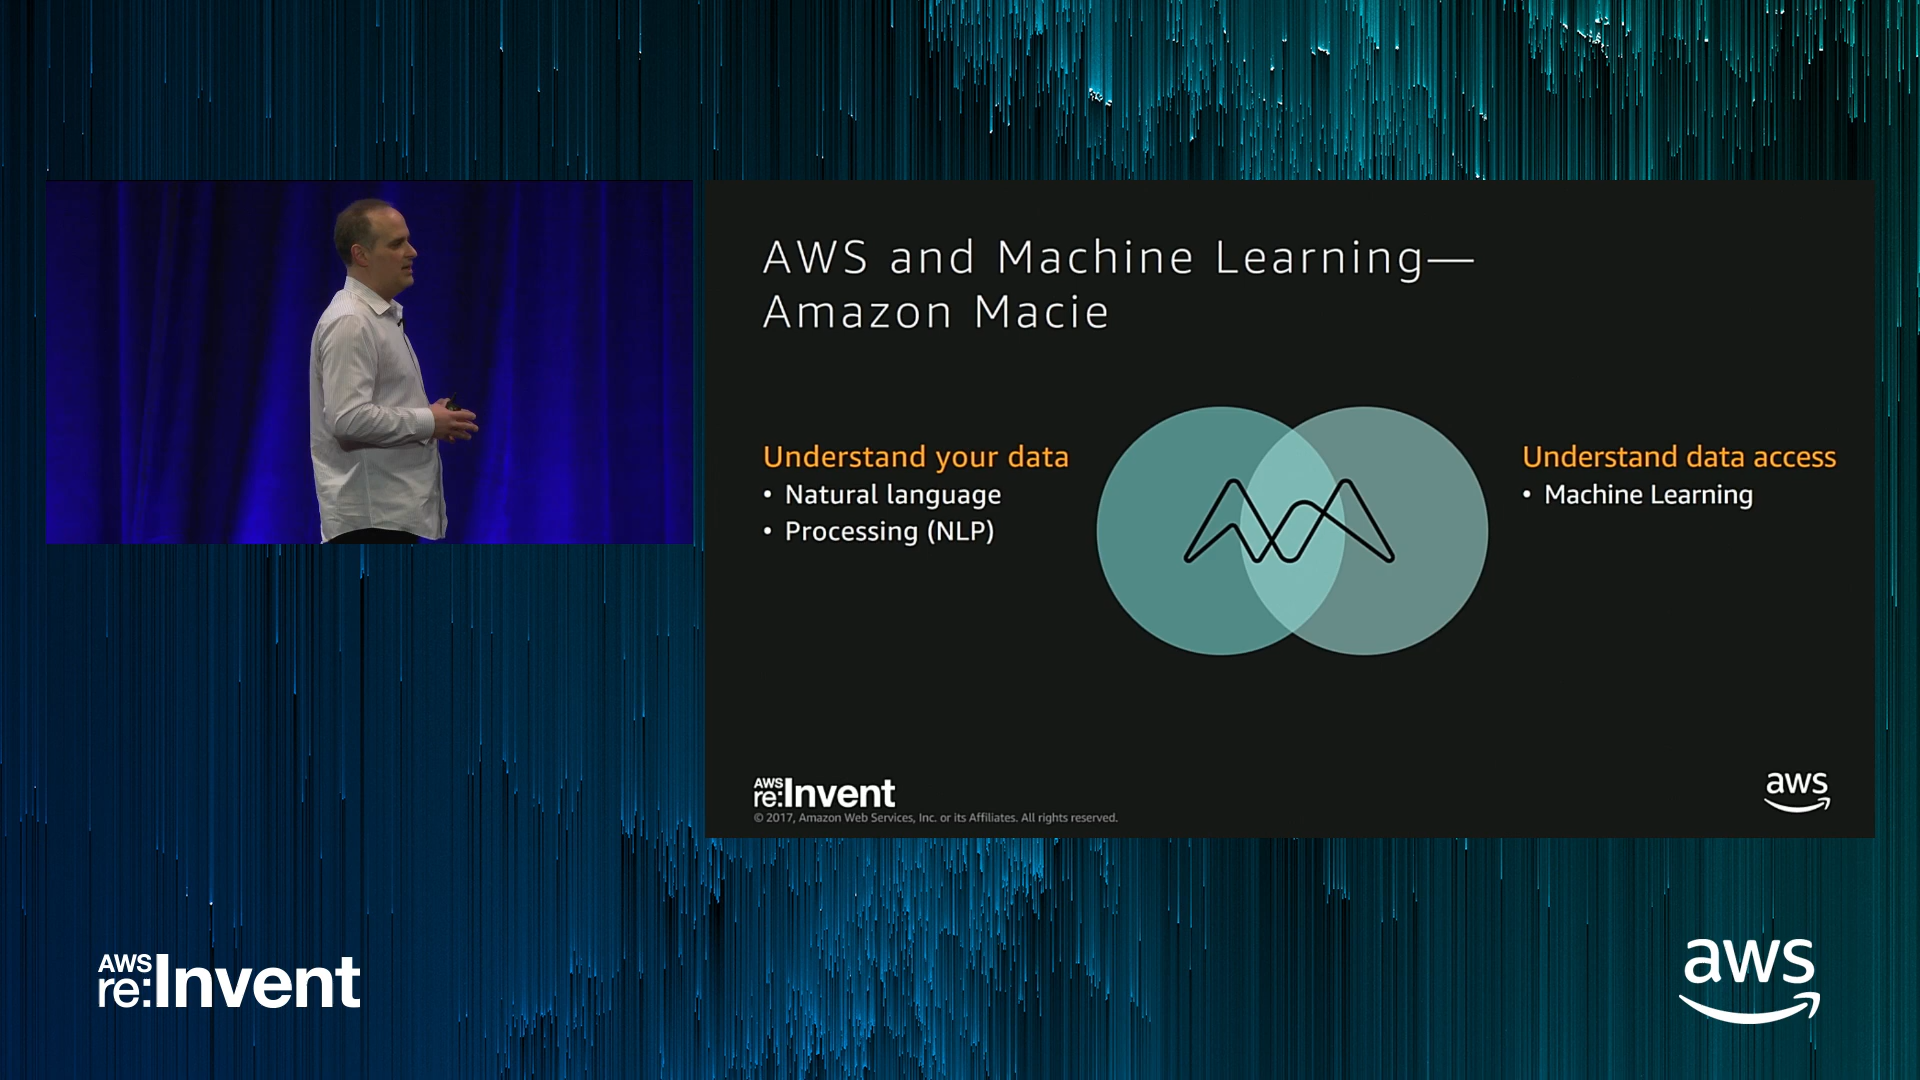 AWS and Machine Learning—
Amazon Macie
Understand your data
• Natural language
• Processing (NLP)
Understand data access
• Machine Learning
AWS
re:Invent
© 2017, Amazon Web Services, Inc. or its Affiliates. All rights reserved.
aws
AWS
re:Invent
aws